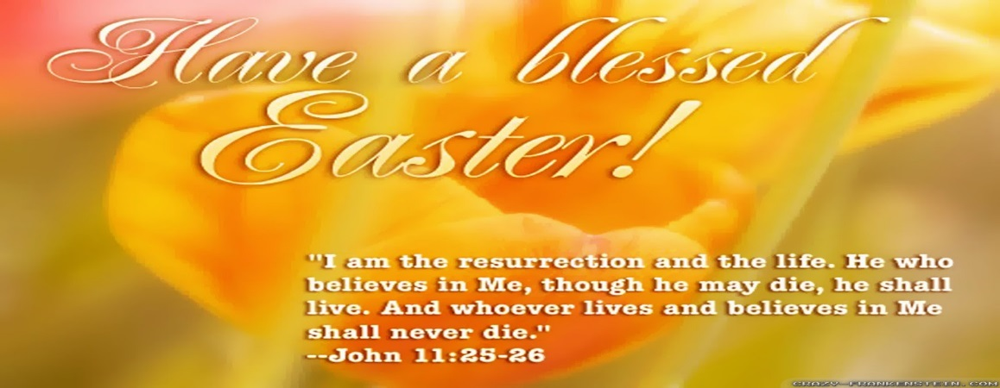 Have a blessed
Easter!
"I am the resurrection and the life. He who
believes in Me, though he may die, he shall
live. And whoever lives and believes in Me
shall never die."
--John 11:25-26
CRAZY-FRANKENSTEIN.COM